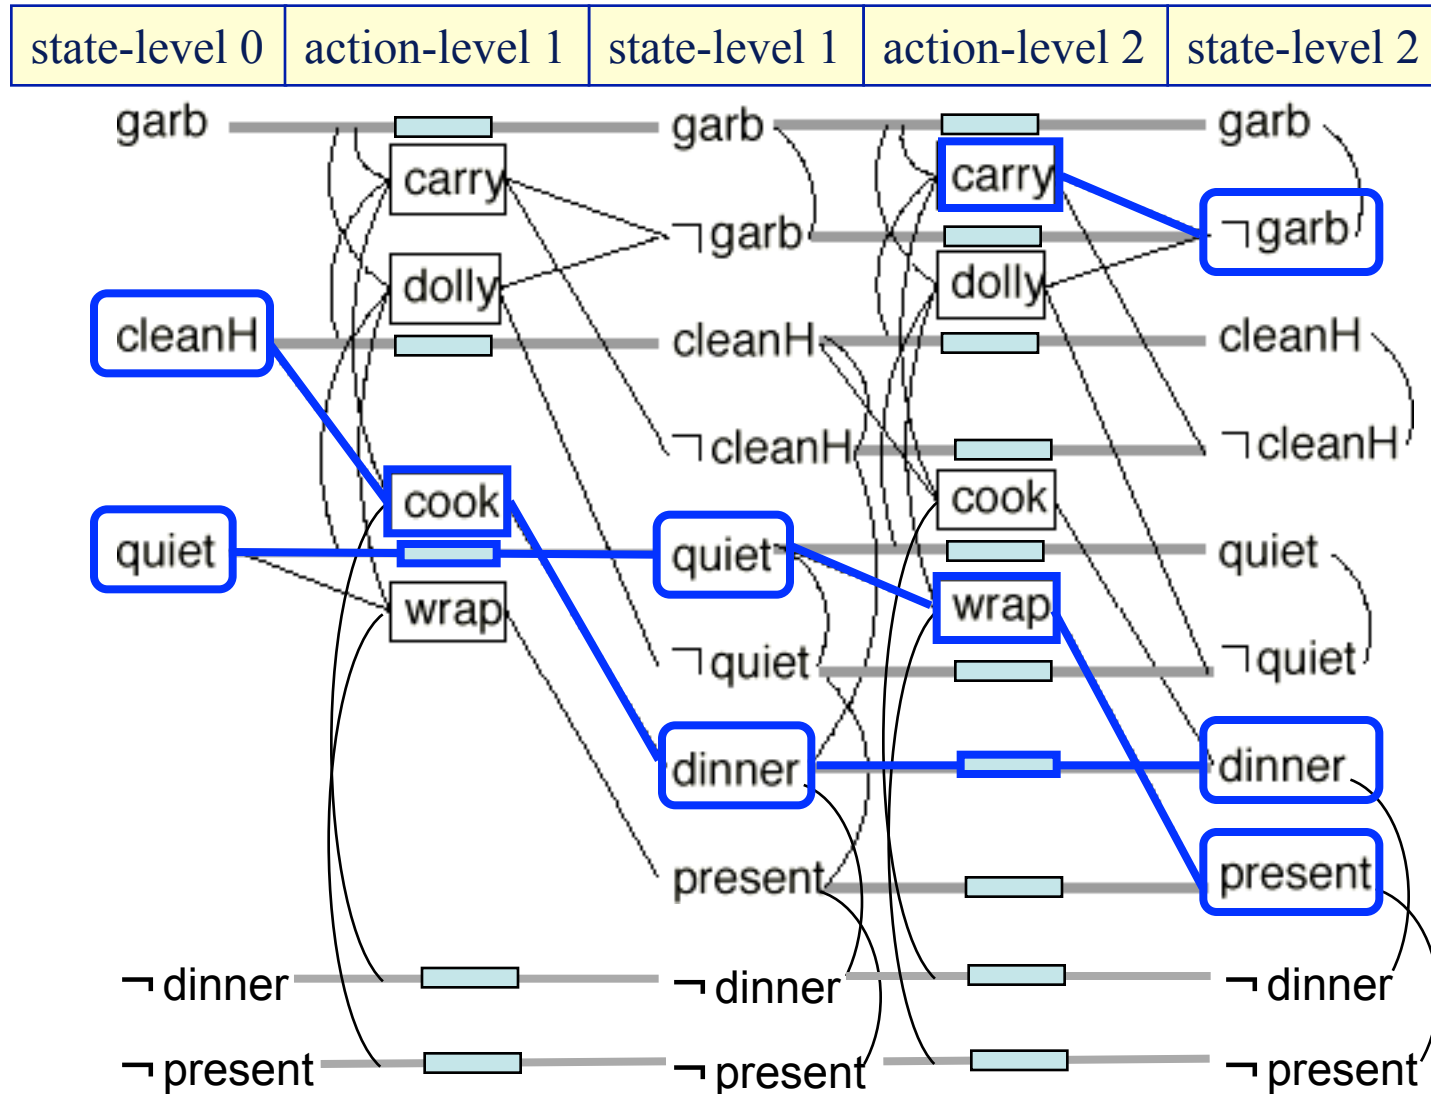 state-level 0 action-level 1 state-level 1 action-level 2 state-level 2
garb garb garb
carry carry
¬garb ¬garb
dolly dolly
cleanH cleanH cleanH
¬cleanH ¬cleanH
cook cook
quiet quiet quiet
wrap wrap
¬quiet ¬quiet
dinner dinner
present present
¬ dinner ¬ dinner ¬ dinner
¬ present ¬ present ¬ present